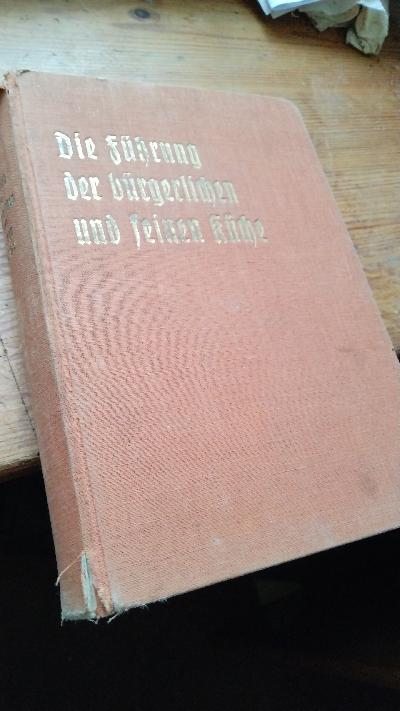 Die Führung
der bürgerlichen
und feinen Küche